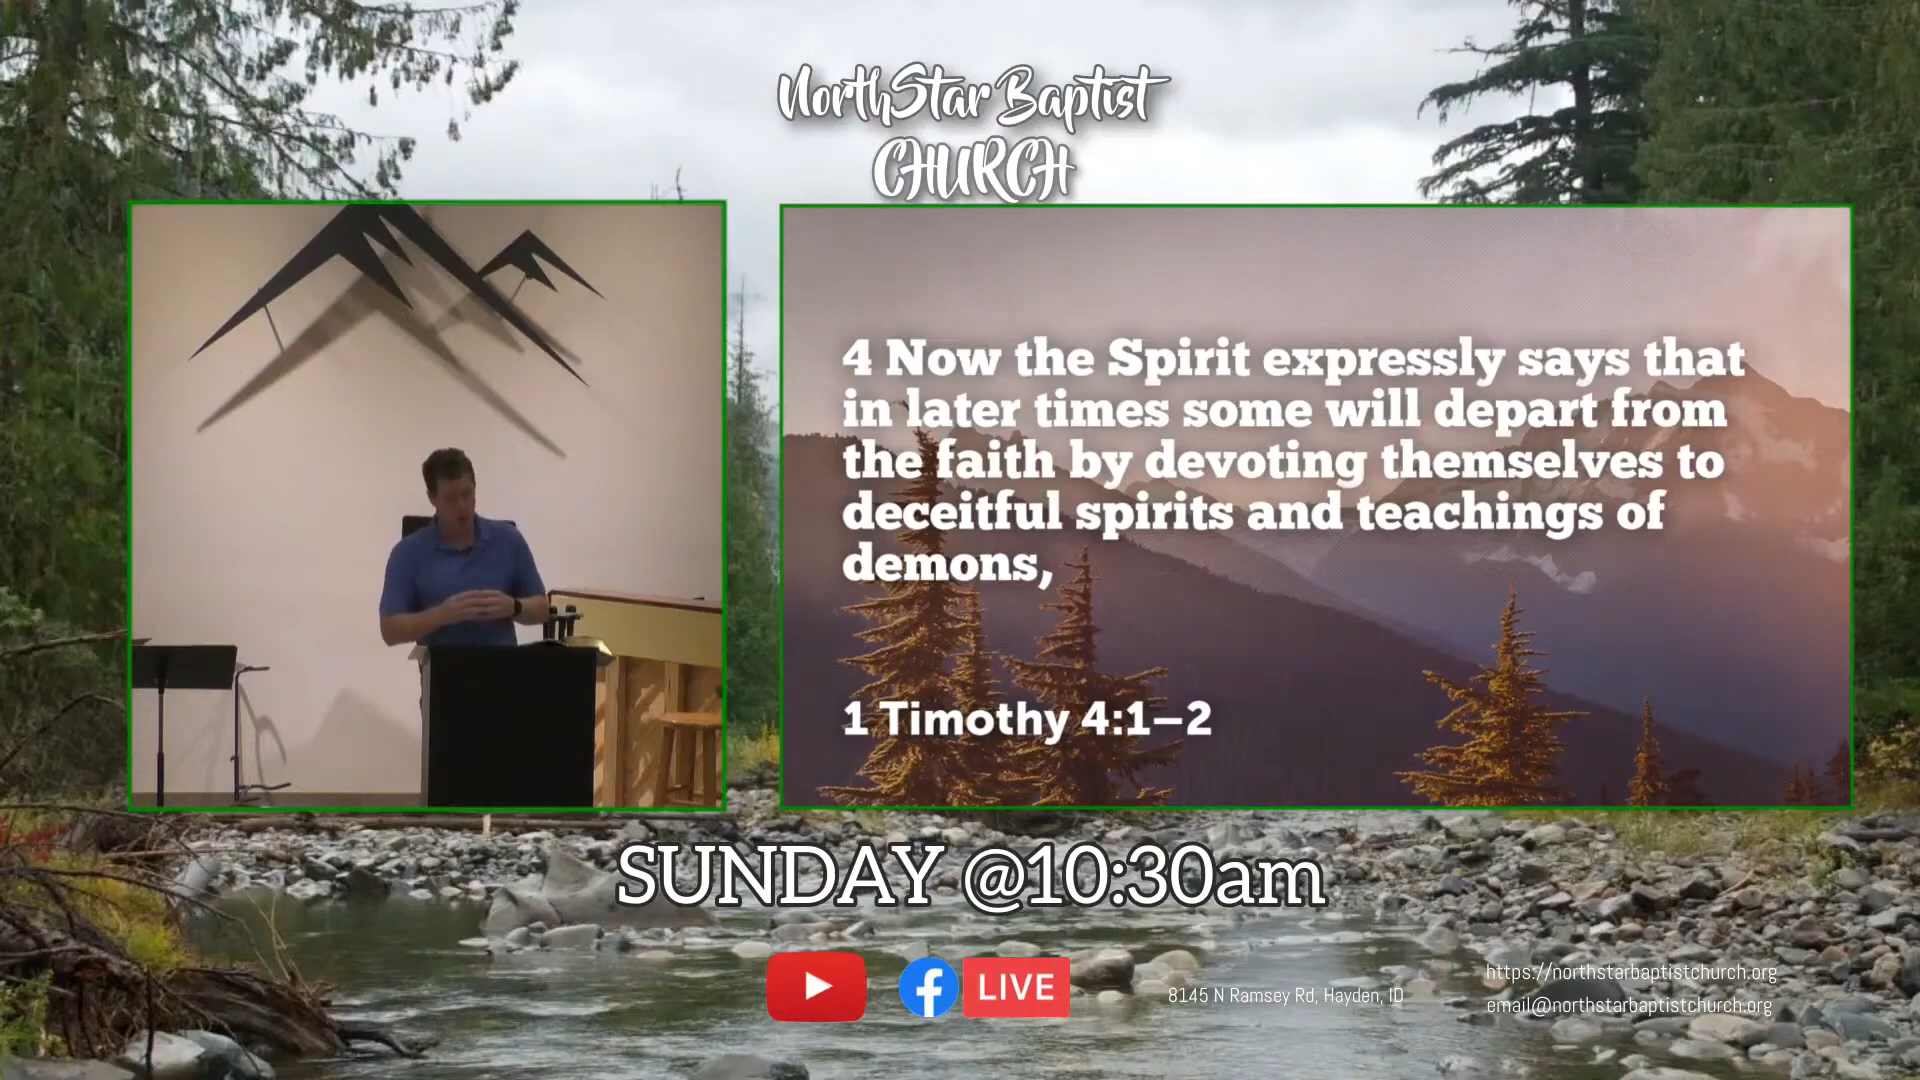 NorthStar Baptist
CHURCH
4 Now the Spirit expressly says that
in later times some will depart from
the faith by devoting themselves to
deceitful spirits and teachings of
demons,
1 Timothy 4:1–2
SUNDAY @10:30am
LIVE
8145 N Ramsey Rd, Hayden, ID
https://northstarbaptistchurch.org
email@northstarbaptistchurch.org